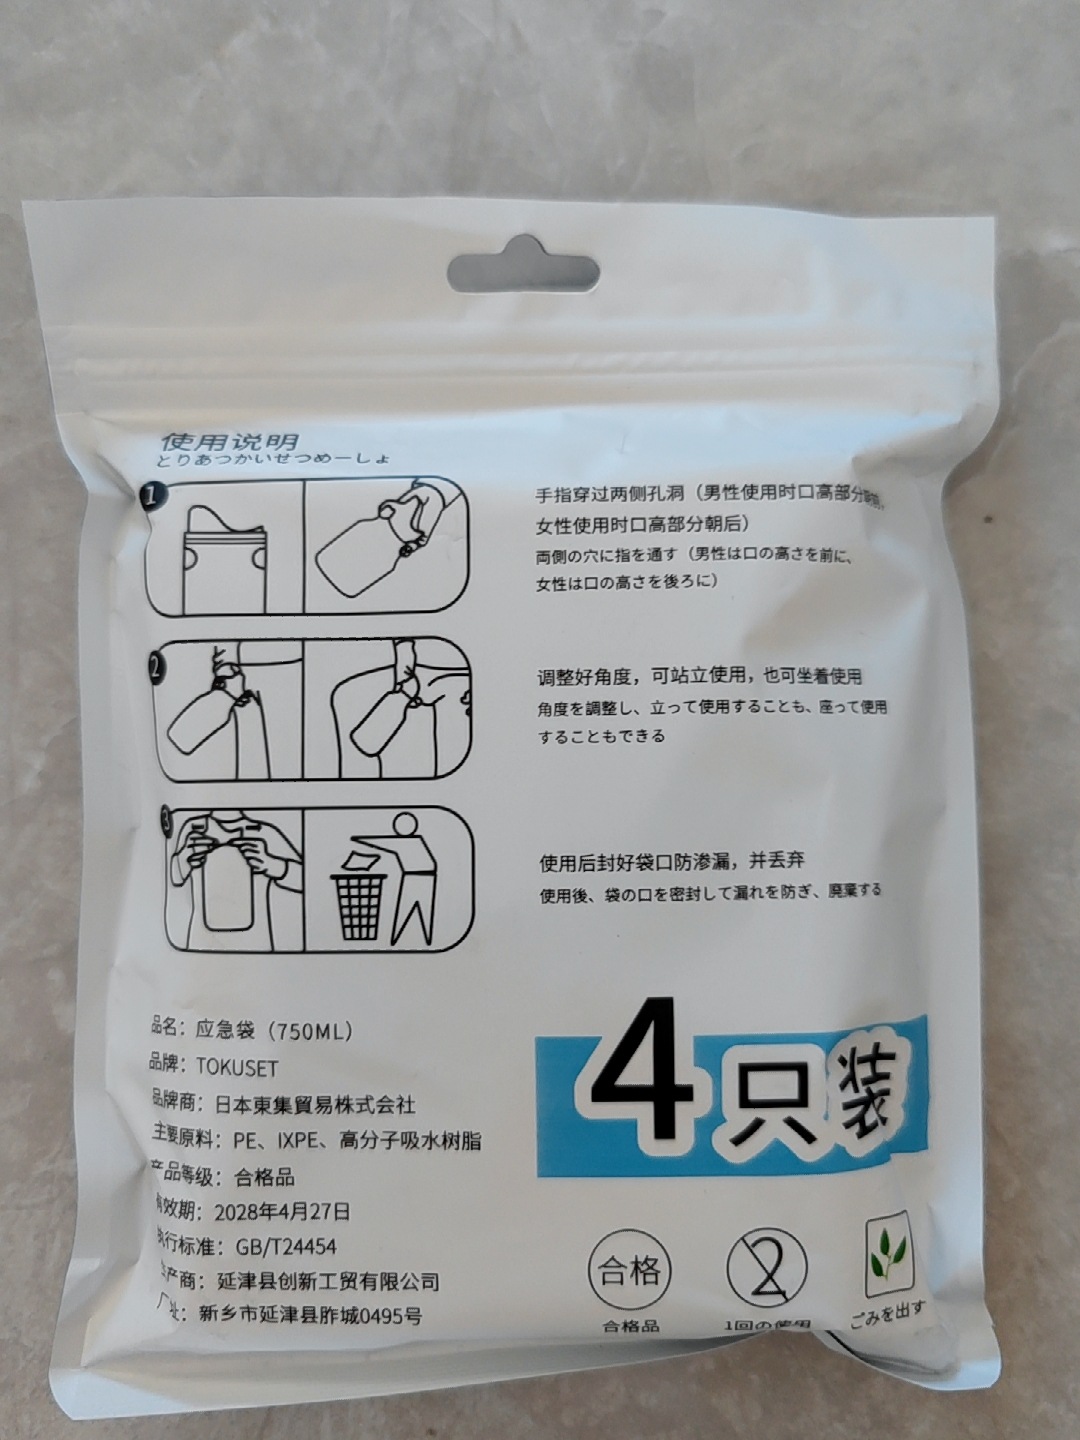 使用说明
とりあつかいせつめーしょ
1
手指穿过两侧孔洞（男性使用时口高部分朝前，
女性使用时口高部分朝后）
両側の穴に指を通す（男性は口の高さを前に、
女性は口の高さを後ろに）
2
调整好角度，可站立使用，也可坐着使用
角度を調整し、立って使用することも、座って使用
することもできる
3
使用后封好袋口防渗漏，并丢弃
使用後、袋の口を密封して漏れを防ぎ、廃棄する
品名：应急袋（750ML）
品牌：TOKUSET
品牌商：日本東集貿易株式会社
主要原料：PE、IXPE、高分子吸水树脂
产品等级：合格品
有效期：2028年4月27日
执行标准：GB/T24454
生产商：延津县创新工贸有限公司
厂址：新乡市延津县胙城0495号
4只装
合格
合格品
2
1回の使用
ごみを出す